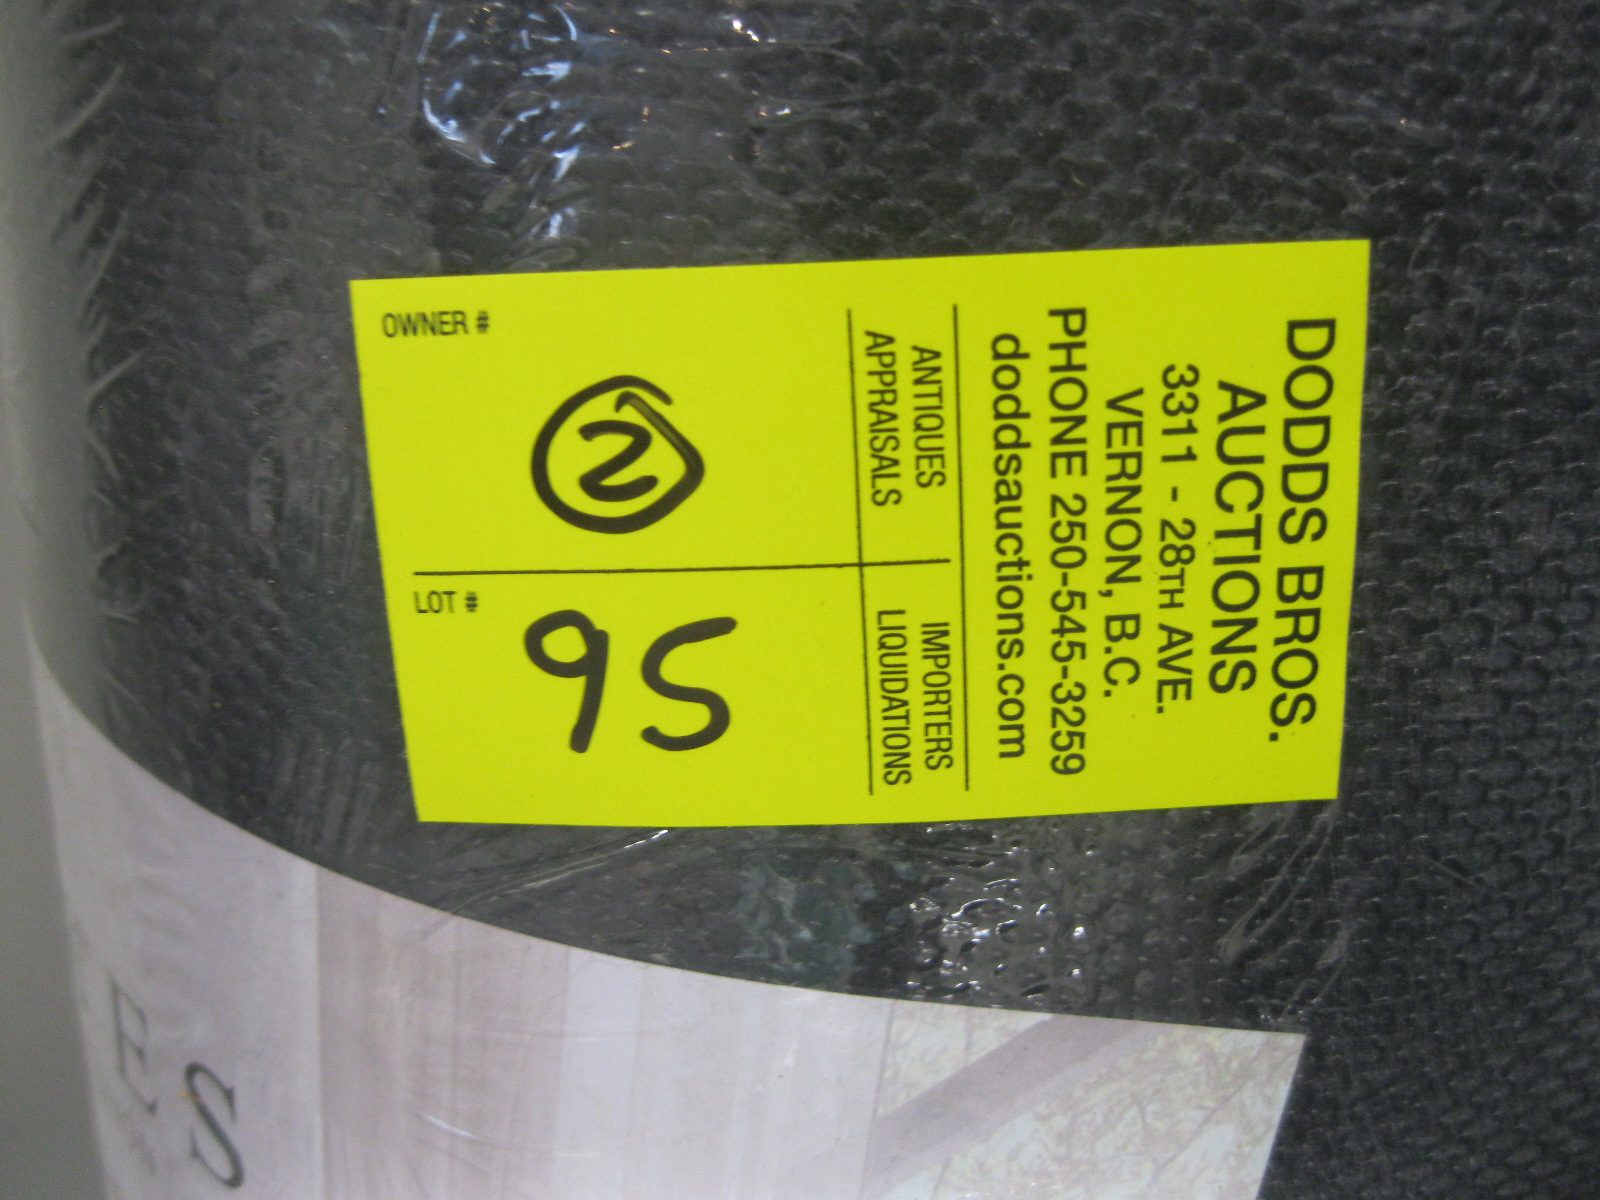 DODDS BROS.
AUCTIONS
3311 - 28TH AVE.
VERNON, B.C.
PHONE 250-545-3259
doddsauctions.com
ANTIQUES IMPORTERS
APPRAISALS LIQUIDATIONS
OWNER #
2
LOT #
95
S
E